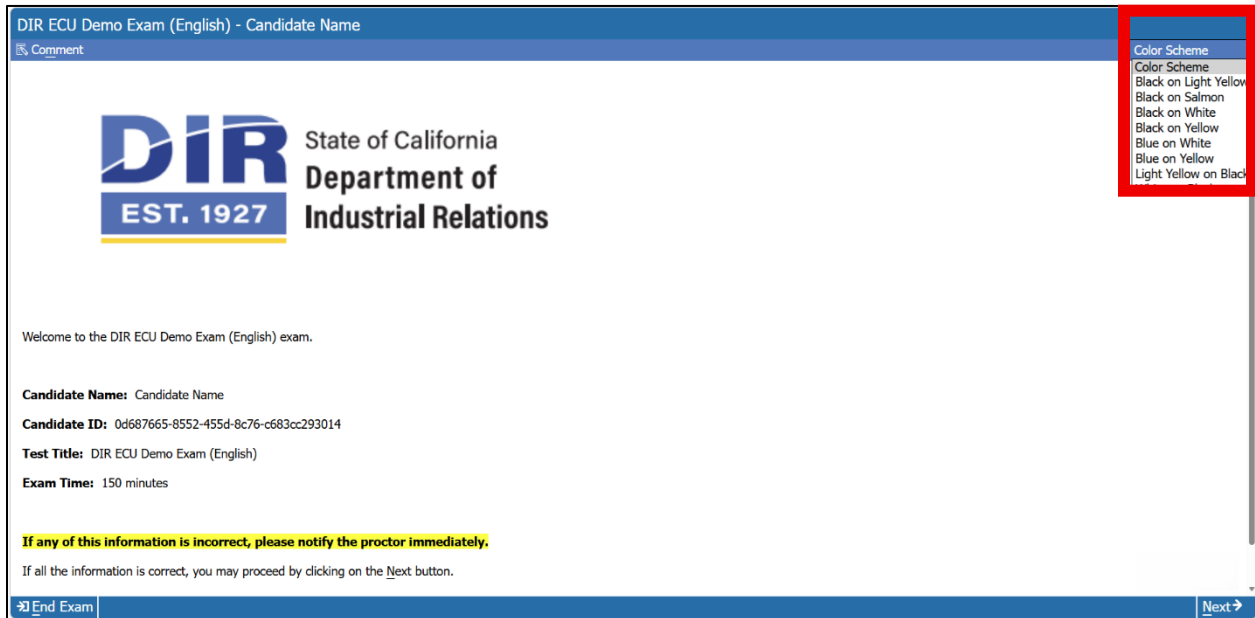 DIR ECU Demo Exam (English) - Candidate Name
Comment
Color Scheme
Color Scheme
Black on Light Yellow
Black on Salmon
Black on White
Black on Yellow
Blue on White
Blue on Yellow
Light Yellow on Black
DIR
EST. 1927
State of California
Department of
Industrial Relations
Welcome to the DIR ECU Demo Exam (English) exam.
Candidate Name: Candidate Name
Candidate ID: 0d687665-8552-455d-8c76-c683cc293014
Test Title: DIR ECU Demo Exam (English)
Exam Time: 150 minutes
If any of this information is incorrect, please notify the proctor immediately.
If all the information is correct, you may proceed by clicking on the Next button.
End Exam
Next